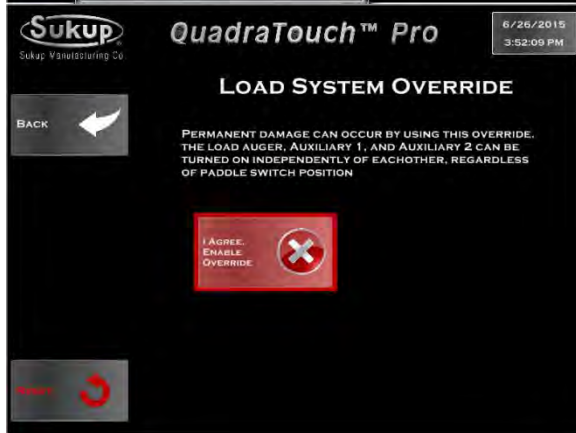 Sukup
Sukup Manufacturing Co.
QuadraTouch™ Pro
6/26/2015
3:52:09 PM
LOAD SYSTEM OVERRIDE
BACK
PERMANENT DAMAGE CAN OCCUR BY USING THIS OVERRIDE.
THE LOAD AUGER, AUXILIARY 1, AND AUXILIARY 2 CAN BE
TURNED ON INDEPENDENTLY OF EACHOTHER, REGARDLESS
OF PADDLE SWITCH POSITION
I AGREE.
ENABLE
OVERRIDE